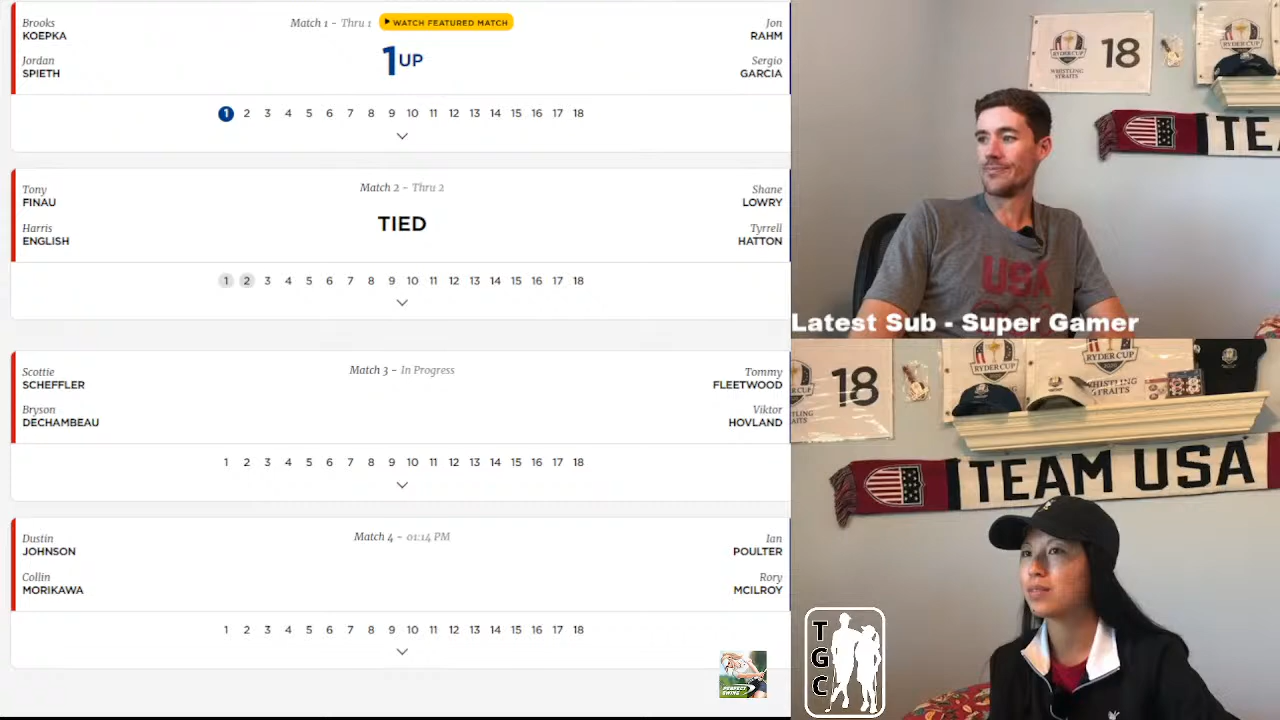 Brooks
KOEPKA
Jordan
SPIETH
Match 1 - Thru 1
WATCH FEATURED MATCH
1 UP
Jon
RAHM
Sergio
GARCIA
1 2 3 4 5 6 7 8 9 10 11 12 13 14 15 16 17 18
Tony
FINAU
Harris
ENGLISH
Match 2 - Thru 2
TIED
Shane
LOWRY
Tyrrell
HATTON
1 2 3 4 5 6 7 8 9 10 11 12 13 14 15 16 17 18
Scottie
SCHEFFLER
Bryson
DECHAMBEAU
Match 3 - In Progress
Tommy
FLEETWOOD
Viktor
HOVLAND
1 2 3 4 5 6 7 8 9 10 11 12 13 14 15 16 17 18
Dustin
JOHNSON
Collin
MORIKAWA
Match 4 - 01:14 PM
Ian
POULTER
Rory
MCILROY
1 2 3 4 5 6 7 8 9 10 11 12 13 14 15 16 17 18
PERFECT
SWING
RYDER CUP
WHISTLING
STRAITS
18
RYDER CUP
TE
USA
Latest Sub - Super Gamer
18
RYDER CUP
RYDER CUP
WHISTLING
STRAITS
TEAM USA
TGC